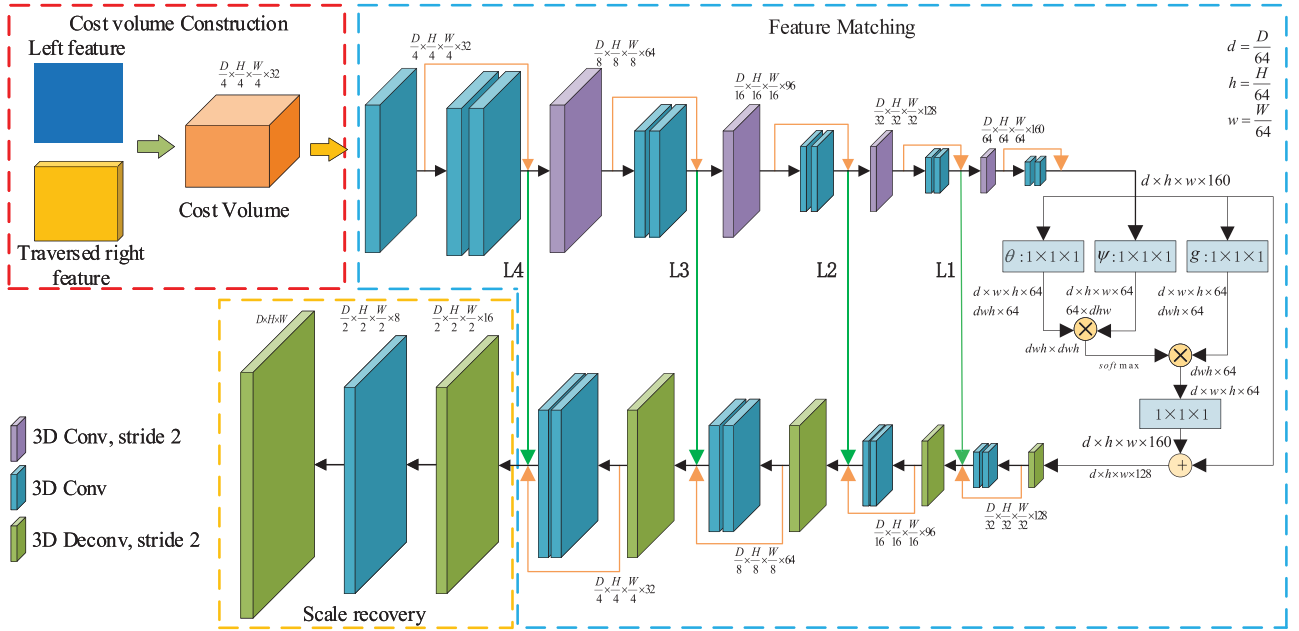 Cost volume Construction
Left feature
D/4×H/4×W/4×32
Cost Volume
Traversed right
feature
Feature Matching
D/4×H/4×W/4×32
D/8×H/8×W/8×64
D/16×H/16×W/16×96
D/32×H/32×W/32×128
D/64×H/64×W/64×160
d = D/64
h = H/64
w = W/64
d×h×w×160
L4
L3
L2
L1
θ:1×1×1
ψ:1×1×1
g:1×1×1
d×w×h×64
dwh×64
d×h×w×64
64×dhw
d×w×h×64
dwh×64
dwh×dwh
softmax
dwh×64
d×w×h×64
1×1×1
d×h×w×160
+
d×h×w×128
D/32×H/32×W/32×128
D/16×H/16×W/16×96
D/8×H/8×W/8×64
D/4×H/4×W/4×32
D×H×W
D/2×H/2×W/2×8
D/2×H/2×W/2×16
Scale recovery
3D Conv, stride 2
3D Conv
3D Deconv, stride 2